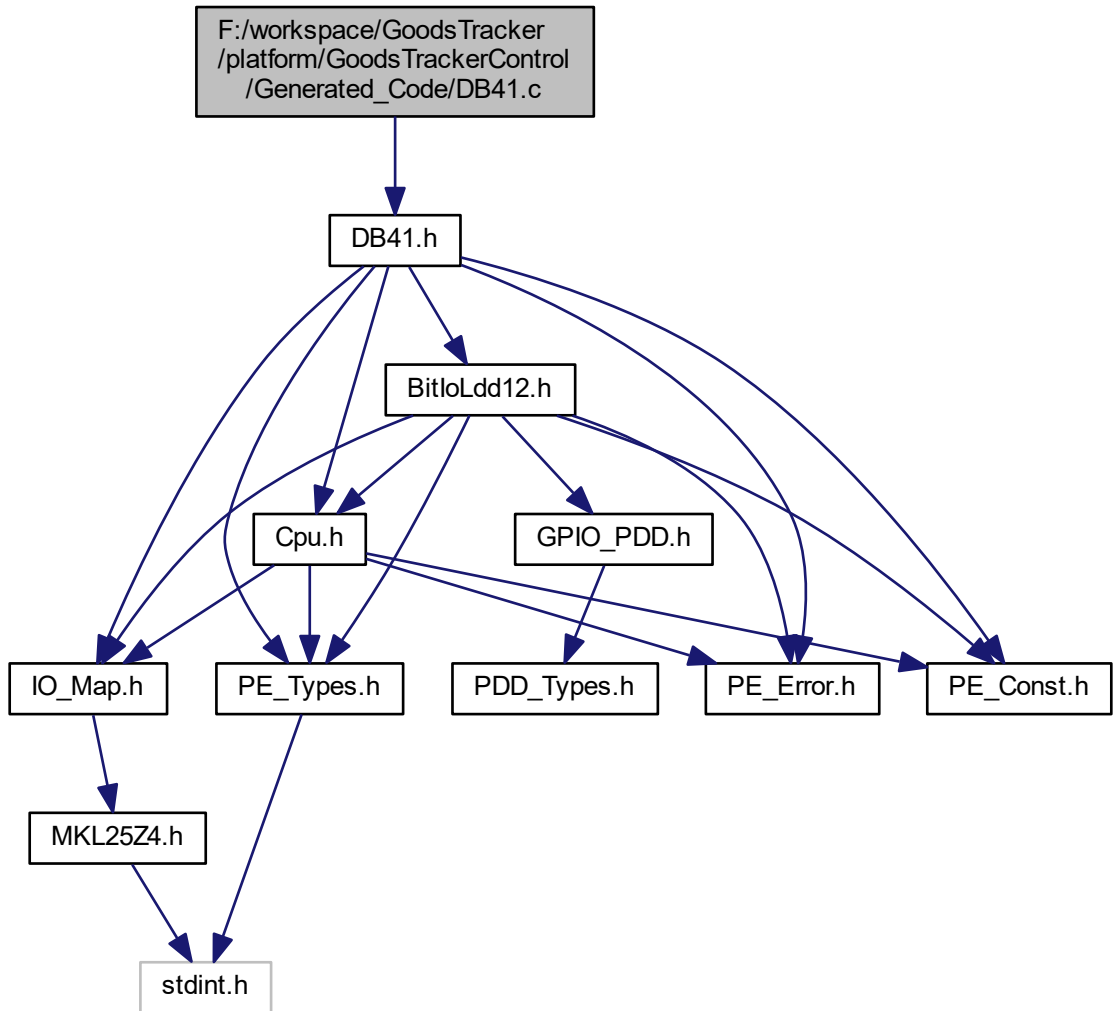 F:/workspace/GoodsTracker
/platform/GoodsTrackerControl
/Generated_Code/DB41.c
DB41.h
BitIoLdd12.h
Cpu.h
GPIO_PDD.h
IO_Map.h
PE_Types.h
PDD_Types.h
PE_Error.h
PE_Const.h
MKL25Z4.h
stdint.h